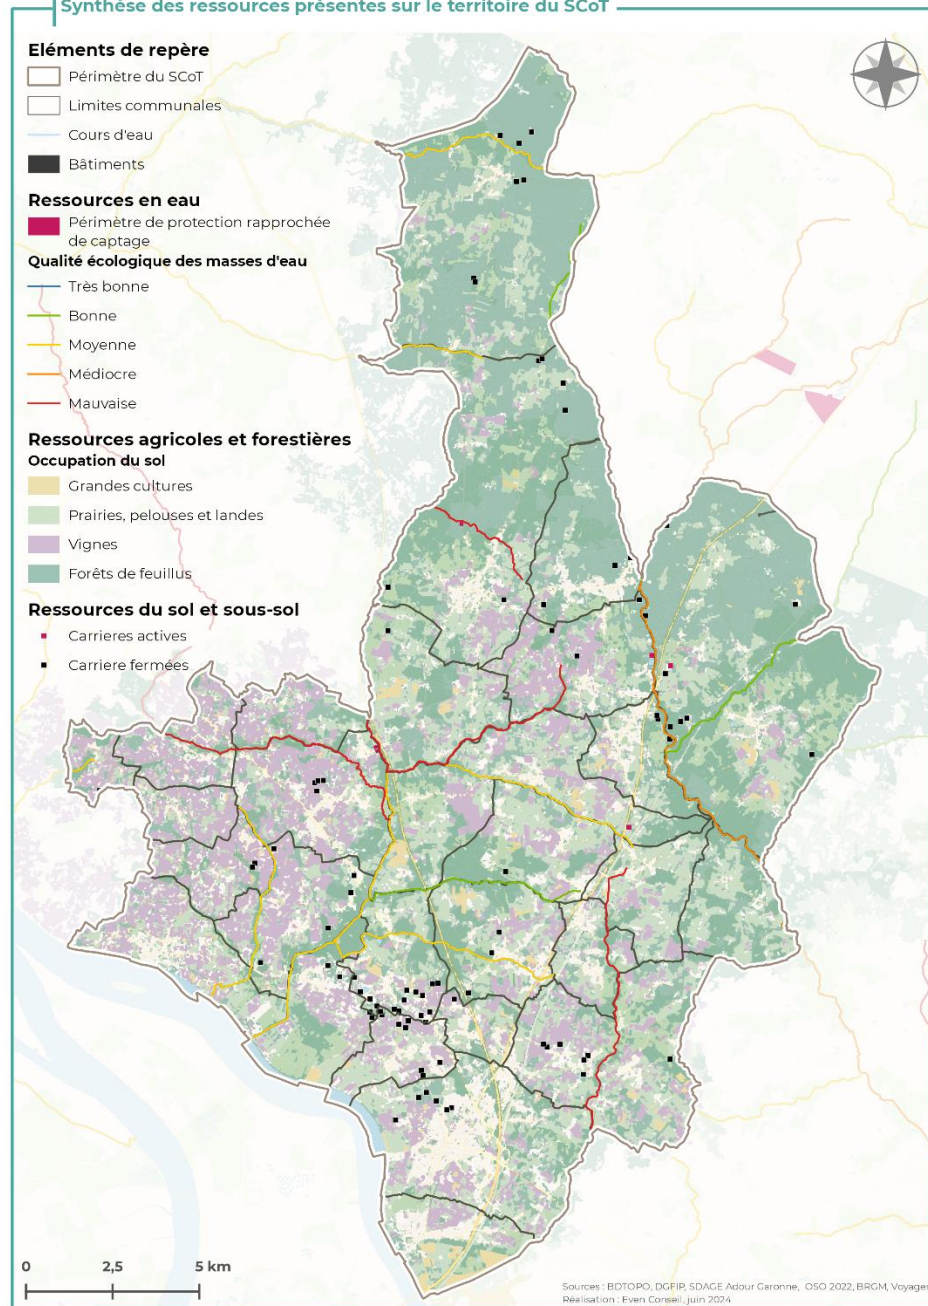 Synthèse des ressources présentes sur le territoire du SCoT
Eléments de repère
Périmètre du SCoT
Limites communales
Cours d'eau
Bâtiments
Ressources en eau
Périmètre de protection rapprochée
de captage
Qualité écologique des masses d'eau
Très bonne
Bonne
Moyenne
Médiocre
Mauvaise
Ressources agricoles et forestières
Occupation du sol
Grandes cultures
Prairies, pelouses et landes
Vignes
Forêts de feuillus
Ressources du sol et sous-sol
Carrieres actives
Carriere fermées
0 2,5 5 km
Sources : BDTOPO, DGFIP, SDAGE Adour Garonne, OSO 2022, BRGM, Voyager
Réalisation : Even Conseil, juin 2024